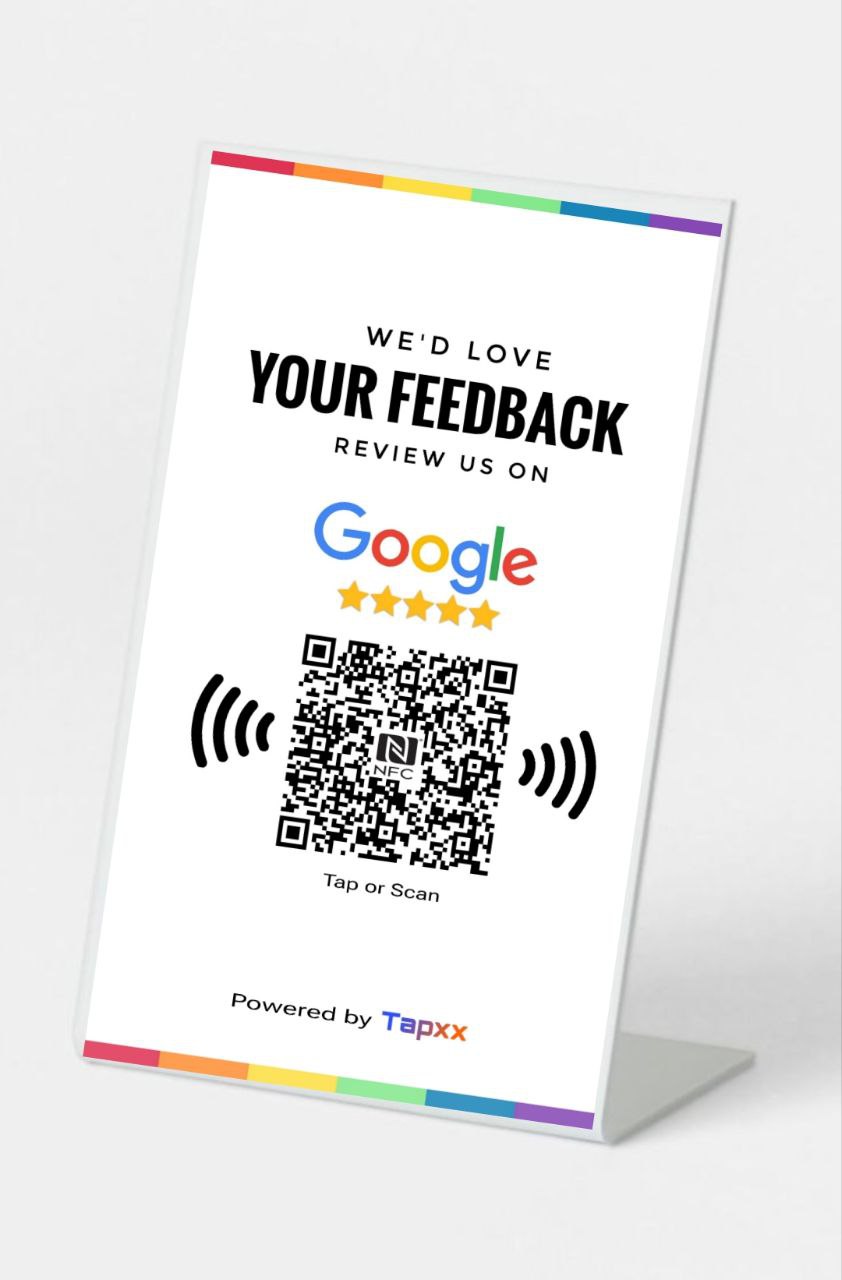 WE'D LOVE
YOUR FEEDBACK
REVIEW US ON
Google
NFC
Tap or Scan
Powered by Tapxx